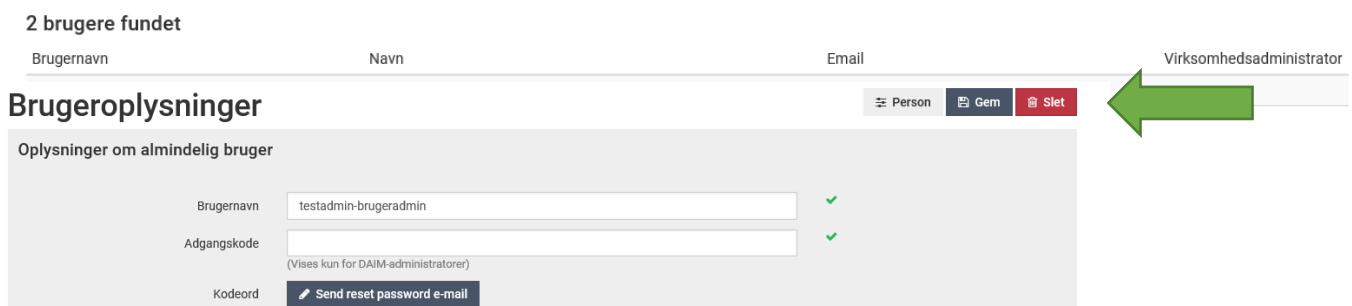 2 brugere fundet
Brugernavn Navn Email Virksomhedsadministrator
Brugeroplysninger Person Gem Slet
Oplysninger om almindelig bruger
Brugernavn testadmin-brugeradmin
Adgangskode
(Vises kun for DAIM-administratorer)
Kodeord Send reset password e-mail